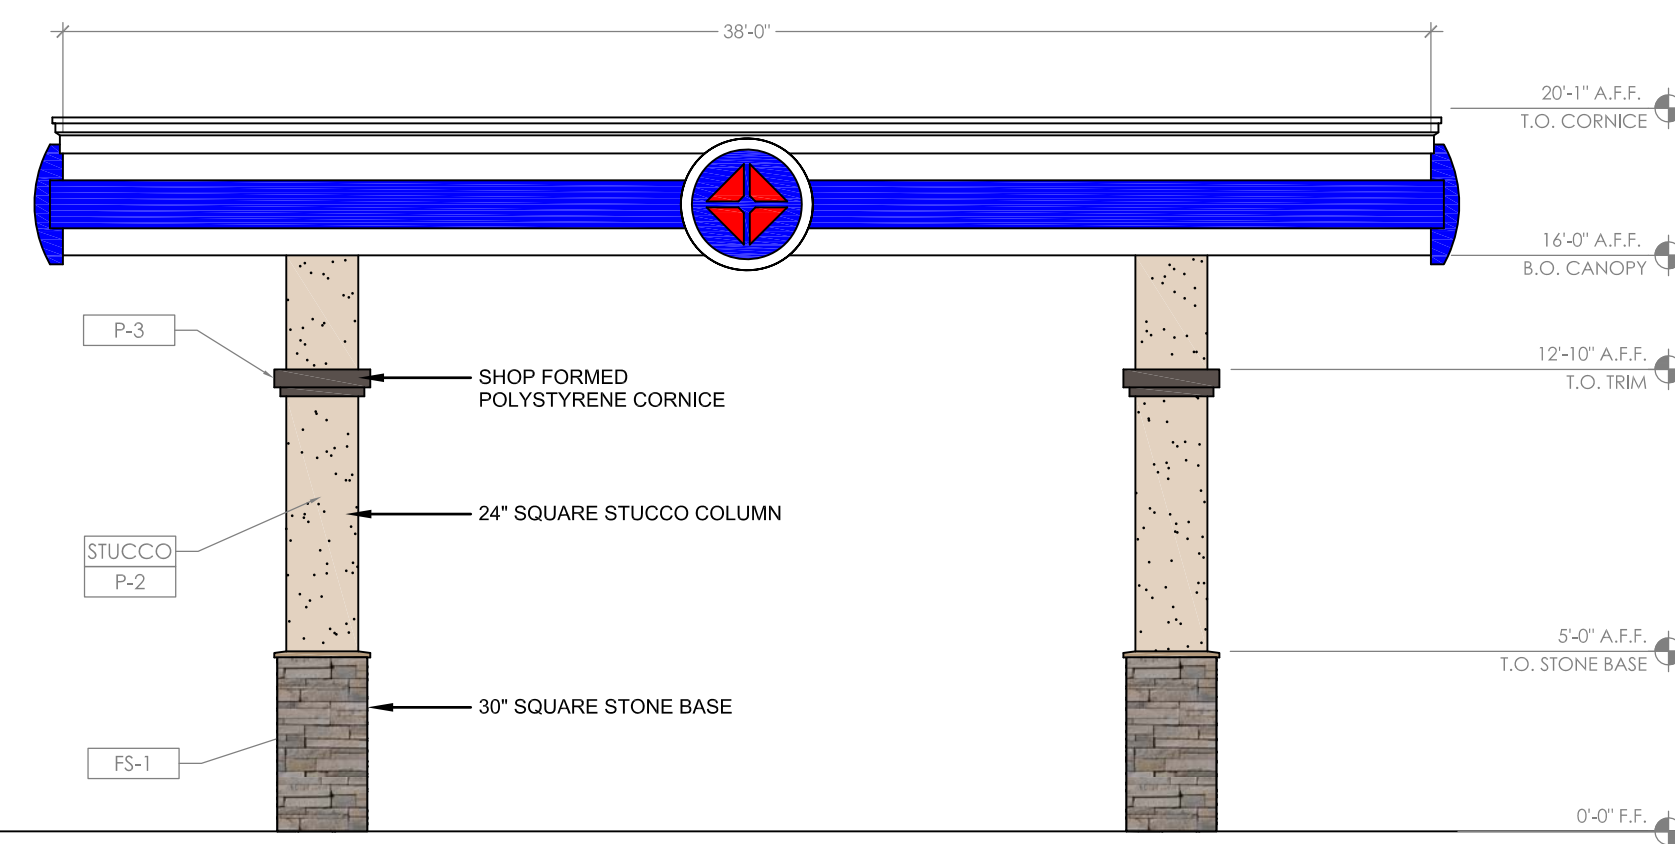 38'-0"
20'-1" A.F.F.
T.O. CORNICE
16'-0" A.F.F.
B.O. CANOPY
P-3
12'-10" A.F.F.
T.O. TRIM
SHOP FORMED
POLYSTYRENE CORNICE
24" SQUARE STUCCO COLUMN
STUCCO
P-2
5'-0" A.F.F.
T.O. STONE BASE
30" SQUARE STONE BASE
FS-1
0'-0" F.F.